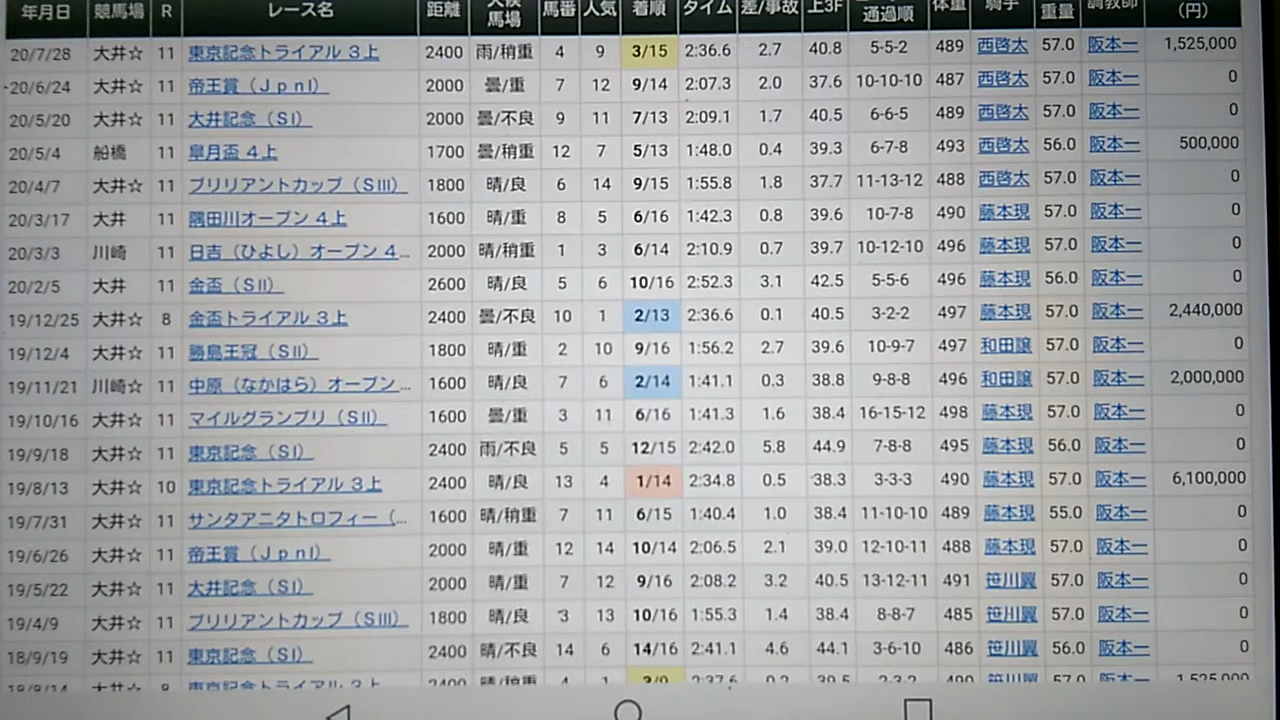 年月日 競馬場 R レース名 距離 天候 馬場 馬番 人気 着順 タイム 差/事故 上3F 通過順 体重 騎手 重量 調教師 (円)
20/7/28 大井☆ 11 東京記念トライアル 3上 2400 雨/稍重 4 9 3/15 2:36.6 2.7 40.8 5-5-2 489 西啓太 57.0 阪本一 1,525,000
20/6/24 大井☆ 11 帝王賞(JpnI) 2000 曇/重 7 12 9/14 2:07.3 2.0 37.6 10-10-10 487 西啓太 57.0 阪本一 0
20/5/20 大井☆ 11 大井記念(SI) 2000 曇/不良 9 11 7/13 2:09.1 1.7 40.5 6-6-5 489 西啓太 57.0 阪本一 0
20/5/4 船橋 11 皐月盃 4上 1700 曇/稍重 12 7 5/13 1:48.0 0.4 39.3 6-7-8 493 西啓太 56.0 阪本一 500,000
20/4/7 大井☆ 11 ブリリアントカップ(SIII) 1800 晴/良 6 14 9/15 1:55.8 1.8 37.7 11-13-12 488 西啓太 57.0 阪本一 0
20/3/17 大井 11 隅田川オープン 4上 1600 晴/重 8 5 6/16 1:42.3 0.8 39.6 10-7-8 490 藤本現 57.0 阪本一 0
20/3/3 川崎 11 日吉(ひよし)オープン 4... 2000 晴/稍重 1 3 6/14 2:10.9 0.7 39.7 10-12-10 496 藤本現 57.0 阪本一 0
20/2/5 大井 11 金盃(SII) 2600 晴/良 5 6 10/16 2:52.3 3.1 42.5 5-5-6 496 藤本現 56.0 阪本一 0
19/12/25 大井☆ 8 金盃トライアル 3上 2400 曇/不良 10 1 2/13 2:36.6 0.1 40.5 3-2-2 497 藤本現 57.0 阪本一 2,440,000
19/12/4 大井☆ 11 勝島王冠(SII) 1800 晴/重 2 10 9/16 1:56.2 2.7 39.6 10-9-7 497 和田譲 57.0 阪本一 0
19/11/21 川崎☆ 11 中原(なかはら)オープン... 1600 晴/良 7 6 2/14 1:41.1 0.3 38.8 9-8-8 496 和田譲 57.0 阪本一 2,000,000
19/10/16 大井☆ 11 マイルグランプリ(SII) 1600 曇/重 3 11 6/16 1:41.3 1.6 38.4 16-15-12 498 藤本現 57.0 阪本一 0
19/9/18 大井☆ 11 東京記念(SI) 2400 雨/不良 5 5 12/15 2:42.0 5.8 44.9 7-8-8 495 藤本現 56.0 阪本一 0
19/8/13 大井☆ 10 東京記念トライアル 3上 2400 晴/良 13 4 1/14 2:34.8 0.5 38.3 3-3-3 490 藤本現 57.0 阪本一 6,100,000
19/7/31 大井☆ 11 サンタアニタトロフィー(... 1600 晴/稍重 7 11 6/15 1:40.4 1.0 38.4 11-10-10 489 藤本現 55.0 阪本一 0
19/6/26 大井☆ 11 帝王賞(JpnI) 2000 晴/重 12 14 10/14 2:06.5 2.1 39.0 12-10-11 488 藤本現 57.0 阪本一 0
19/5/22 大井☆ 11 大井記念(SI) 2000 晴/重 7 12 9/16 2:08.2 3.2 40.5 13-12-11 491 笹川翼 57.0 阪本一 0
19/4/9 大井☆ 11 ブリリアントカップ(SIII) 1800 晴/良 3 13 10/16 1:55.3 1.4 38.4 8-8-7 485 笹川翼 57.0 阪本一 0
18/9/19 大井☆ 11 東京記念(SI) 2400 晴/不良 14 6 14/16 2:41.1 4.6 44.1 3-6-10 486 笹川翼 56.0 阪本一 0
18/8/14 大井☆ 8 東京記念トライアル 3上 2400 晴/稍重 4 1 3/9 2:37.6 0.2 39.5 2-3-2 490 笹川翼 57.0 阪本一 1,525,000